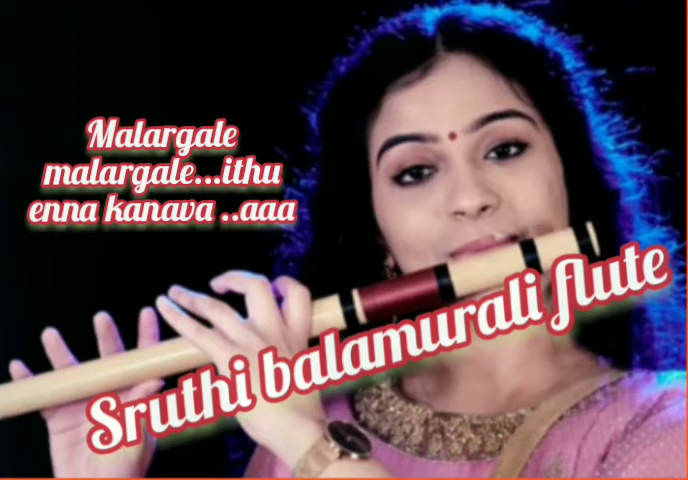 Malargale
malargale...ithu
enna kanava ..aaa
Sruthi balamurali flute